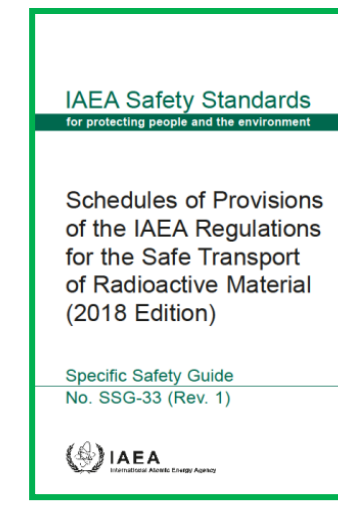 IAEA Safety Standards
for protecting people and the environment
Schedules of Provisions
of the IAEA Regulations
for the Safe Transport
of Radioactive Material
(2018 Edition)
Specific Safety Guide
No. SSG-33 (Rev. 1)
IAEA
International Atomic Energy Agency